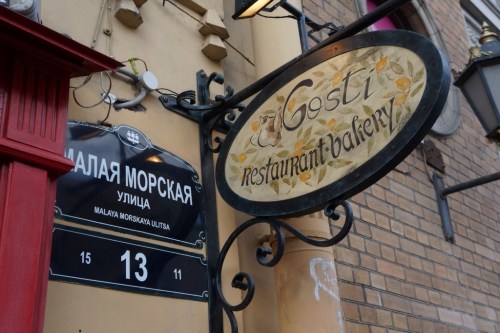 Gosti
restaurant-bakery
МАЛАЯ МОРСКАЯ
УЛИЦА
MALAYA MORSKAYA ULITSA
15 13 11